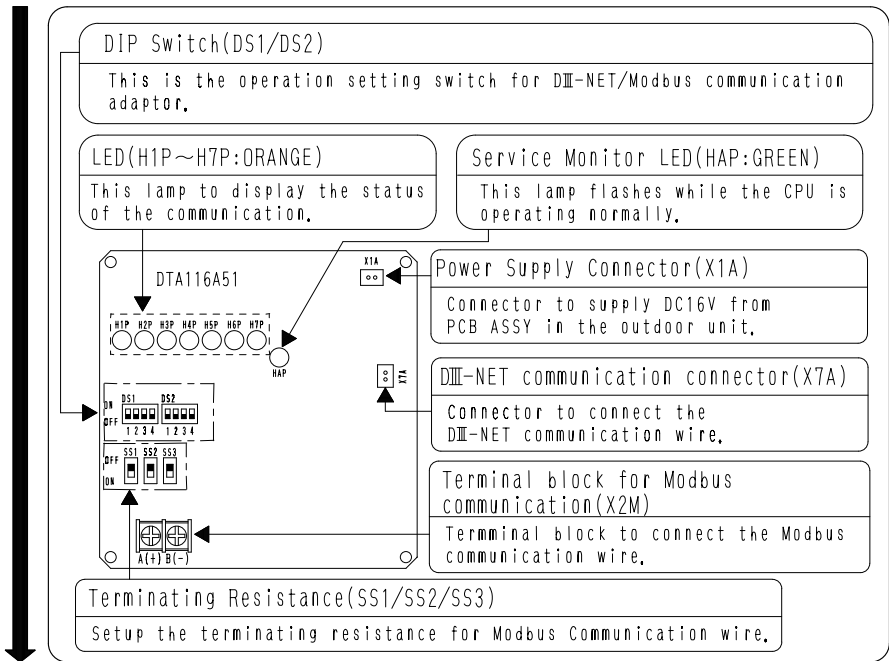 DIP Switch(DS1/DS2)
This is the operation setting switch for DⅢ-NET/Modbus communication
adaptor.
LED(H1P～H7P:ORANGE)
This lamp to display the status
of the communication.
Service Monitor LED(HAP:GREEN)
This lamp flashes while the CPU is
operating normally.
DTA116A51
X1A
H1P H2P H3P H4P H5P H6P H7P
HAP
Power Supply Connector(X1A)
Connector to supply DC16V from
PCB ASSY in the outdoor unit.
X7A
DⅢ-NET communication connector(X7A)
Connector to connect the
DⅢ-NET communication wire.
ON DS1 DS2
OFF
1 2 3 4 1 2 3 4
OFF SS1 SS2 SS3
ON
Terminal block for Modbus
communication(X2M)
Termminal block to connect the Modbus
communication wire.
A(+) B(-)
Terminating Resistance(SS1/SS2/SS3)
Setup the terminating resistance for Modbus Communication wire.